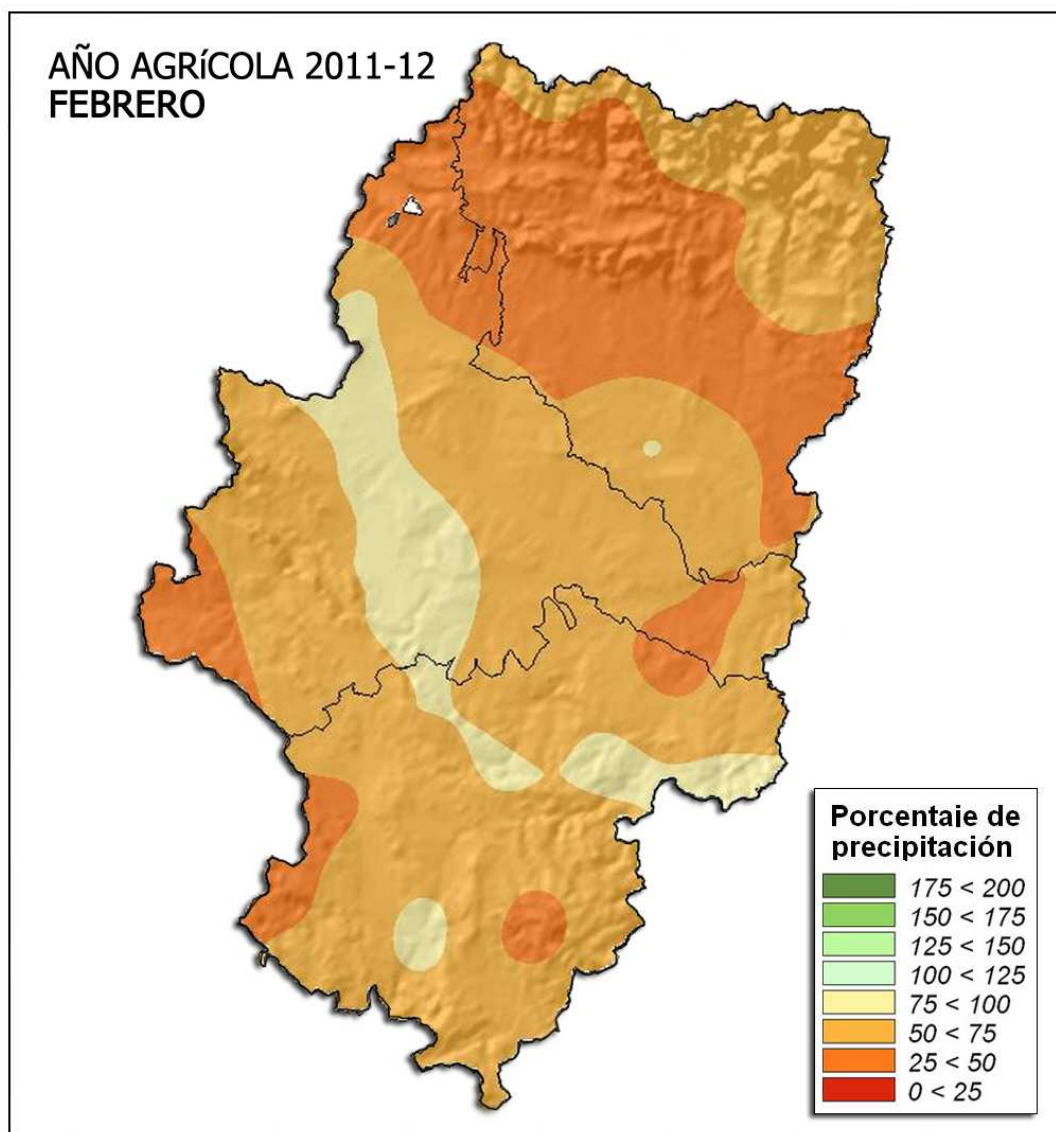 AÑO AGRíCOLA 2011-12
FEBRERO
Porcentaje de
precipitación
175 < 200
150 < 175
125 < 150
100 < 125
75 < 100
50 < 75
25 < 50
0 < 25